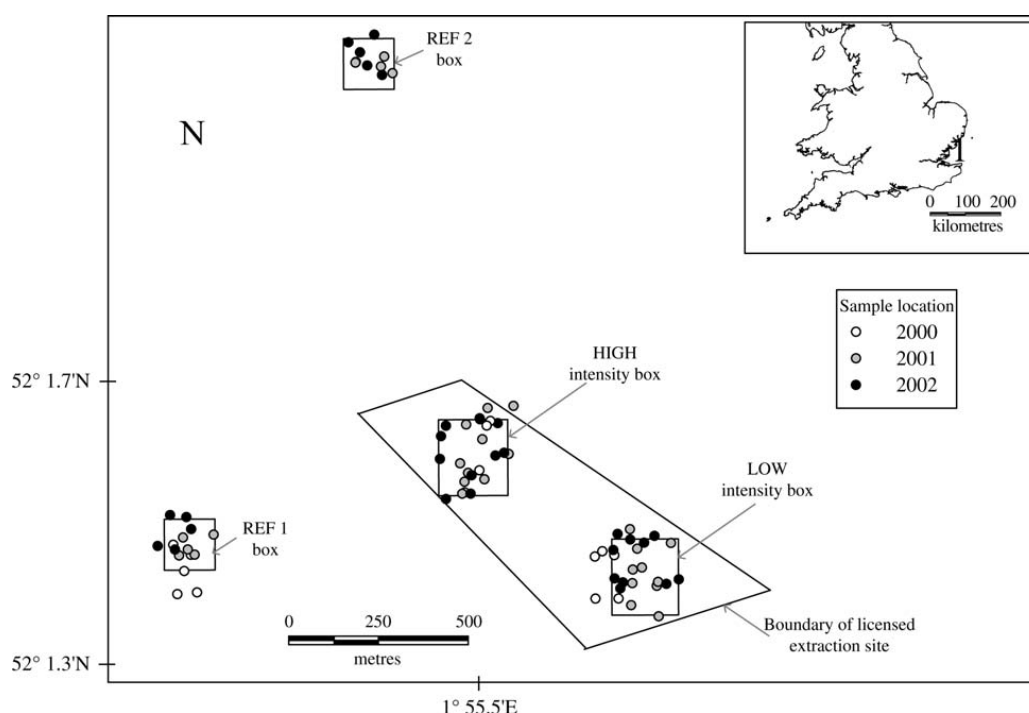 REF 2
box
N
0 100 200
kilometres
Sample location
2000
2001
2002
HIGH
intensity box
52° 1.7'N
LOW
intensity box
REF 1
box
0 250 500
metres
Boundary of licensed
extraction site
52° 1.3'N
1° 55.5'E